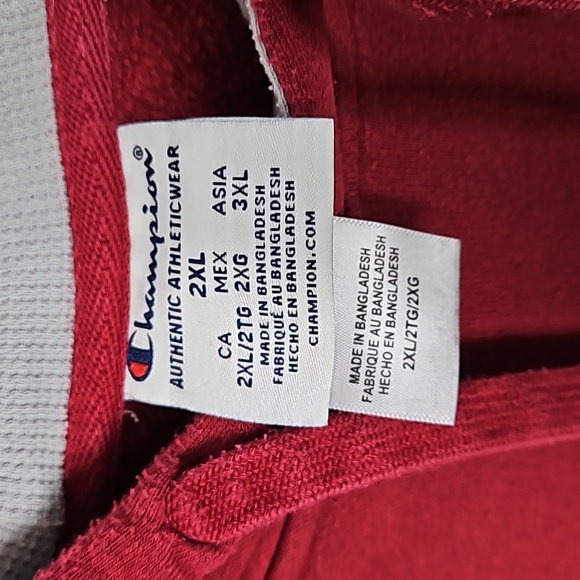 Champion®
AUTHENTIC ATHLETICWEAR
2XL
CA MEX ASIA
2XL/2TG 2XG 3XL
MADE IN BANGLADESH
FABRIQUÉ AU BANGLADESH
HECHO EN BANGLADESH
CHAMPION.COM
MADE IN BANGLADESH
FABRIQUE AU BANGLADESH
HECHO EN BANGLADESH
2XL/2TG/2XG